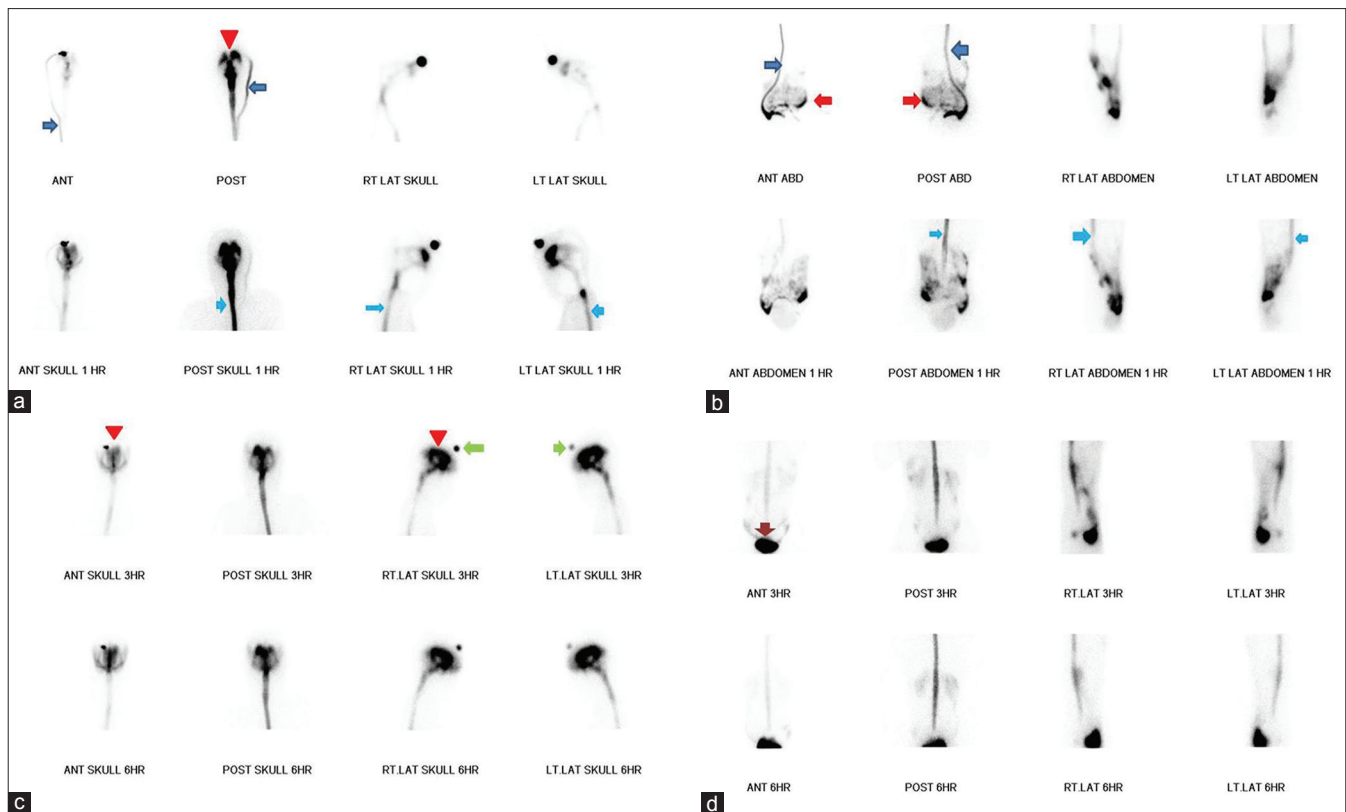 ANT POST RT LAT SKULL LT LAT SKULL
ANT SKULL 1 HR POST SKULL 1 HR RT LAT SKULL 1 HR LT LAT SKULL 1 HR
a
ANT ABD POST ABD RT LAT ABDOMEN LT LAT ABDOMEN
ANT ABDOMEN 1 HR POST ABDOMEN 1 HR RT LAT ABDOMEN 1 HR LT LAT ABDOMEN 1 HR
b
ANT SKULL 3HR POST SKULL 3HR RT.LAT SKULL 3HR LT.LAT SKULL 3HR
ANT SKULL 6HR POST SKULL 6HR RT.LAT SKULL 6HR LT.LAT SKULL 6HR
c
ANT 3HR POST 3HR RT.LAT 3HR LT.LAT 3HR
ANT 6HR POST 6HR RT.LAT 6HR LT.LAT 6HR
d